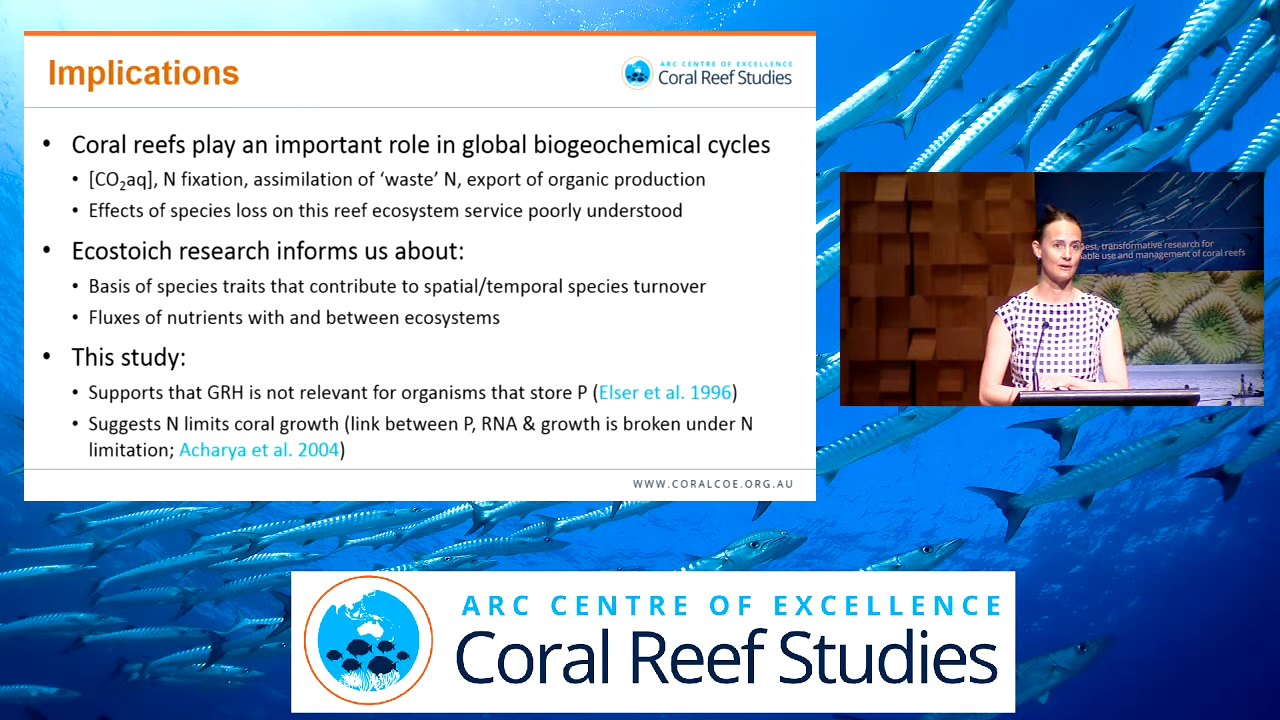 Implications
ARC CENTRE OF EXCELLENCE
Coral Reef Studies
• Coral reefs play an important role in global biogeochemical cycles
• [CO₂aq], N fixation, assimilation of ‘waste’ N, export of organic production
• Effects of species loss on this reef ecosystem service poorly understood
• Ecostoich research informs us about:
• Basis of species traits that contribute to spatial/temporal species turnover
• Fluxes of nutrients with and between ecosystems
• This study:
• Supports that GRH is not relevant for organisms that store P (Elser et al. 1996)
• Suggests N limits coral growth (link between P, RNA & growth is broken under N
limitation; Acharya et al. 2004)
WWW.CORALCOE.ORG.AU
transformative research for
use and management of coral reefs
ARC CENTRE OF EXCELLENCE
Coral Reef Studies